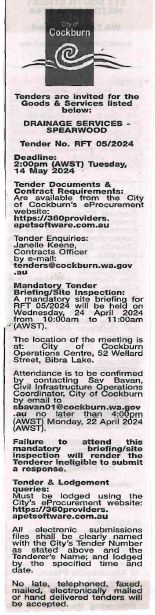 City of
Cockburn
Tenders are invited for the
Goods & Services listed
below:
DRAINAGE SERVICES -
SPEARWOOD
Tender No. RFT 05/2024
Deadline:
2:00pm (AWST) Tuesday,
14 May 2024
Tender Documents &
Contract Requirements:
Are available from the City
of Cockburn's eProcurement
website:
https://360providers.
apetsoftware.com.au
Tender Enquiries:
Janelle Keene,
Contracts Officer
by e-mail:
tenders@cockburn.wa.gov
.au
Mandatory Tender
Briefing/Site Inspection:
A mandatory site briefing for
RFT 05/2024 will be held on
Wednesday, 24 April 2024
from 10:00am to 11:00am
(AWST).
The location of the meeting is
at: City of Cockburn
Operations Centre, 52 Wellard
Street, Bibra Lake.
Attendance is to be confirmed
by contacting Sav Bavan,
Civil Infrastructure Operations
Coordinator, City of Cockburn
by email to
sbavan01@cockburn.wa.gov
.au no later than 4:00pm
(AWST) Monday, 22 April 2024
(AWST).
Failure to attend this
mandatory briefing/site
inspection will render the
Tenderer ineligible to submit
a response.
Tender & Lodgement
queries:
Must be lodged using the
City's eProcurement website:
https://360providers.
apetsoftware.com.au
All electronic submissions
files shall be clearly named
with the City's Tender Number
as stated above and the
Tenderer's Name; and lodged
by the specified time and
date.
No late, telephoned, faxed,
mailed, electronically mailed
or hand delivered tenders will
be accepted.